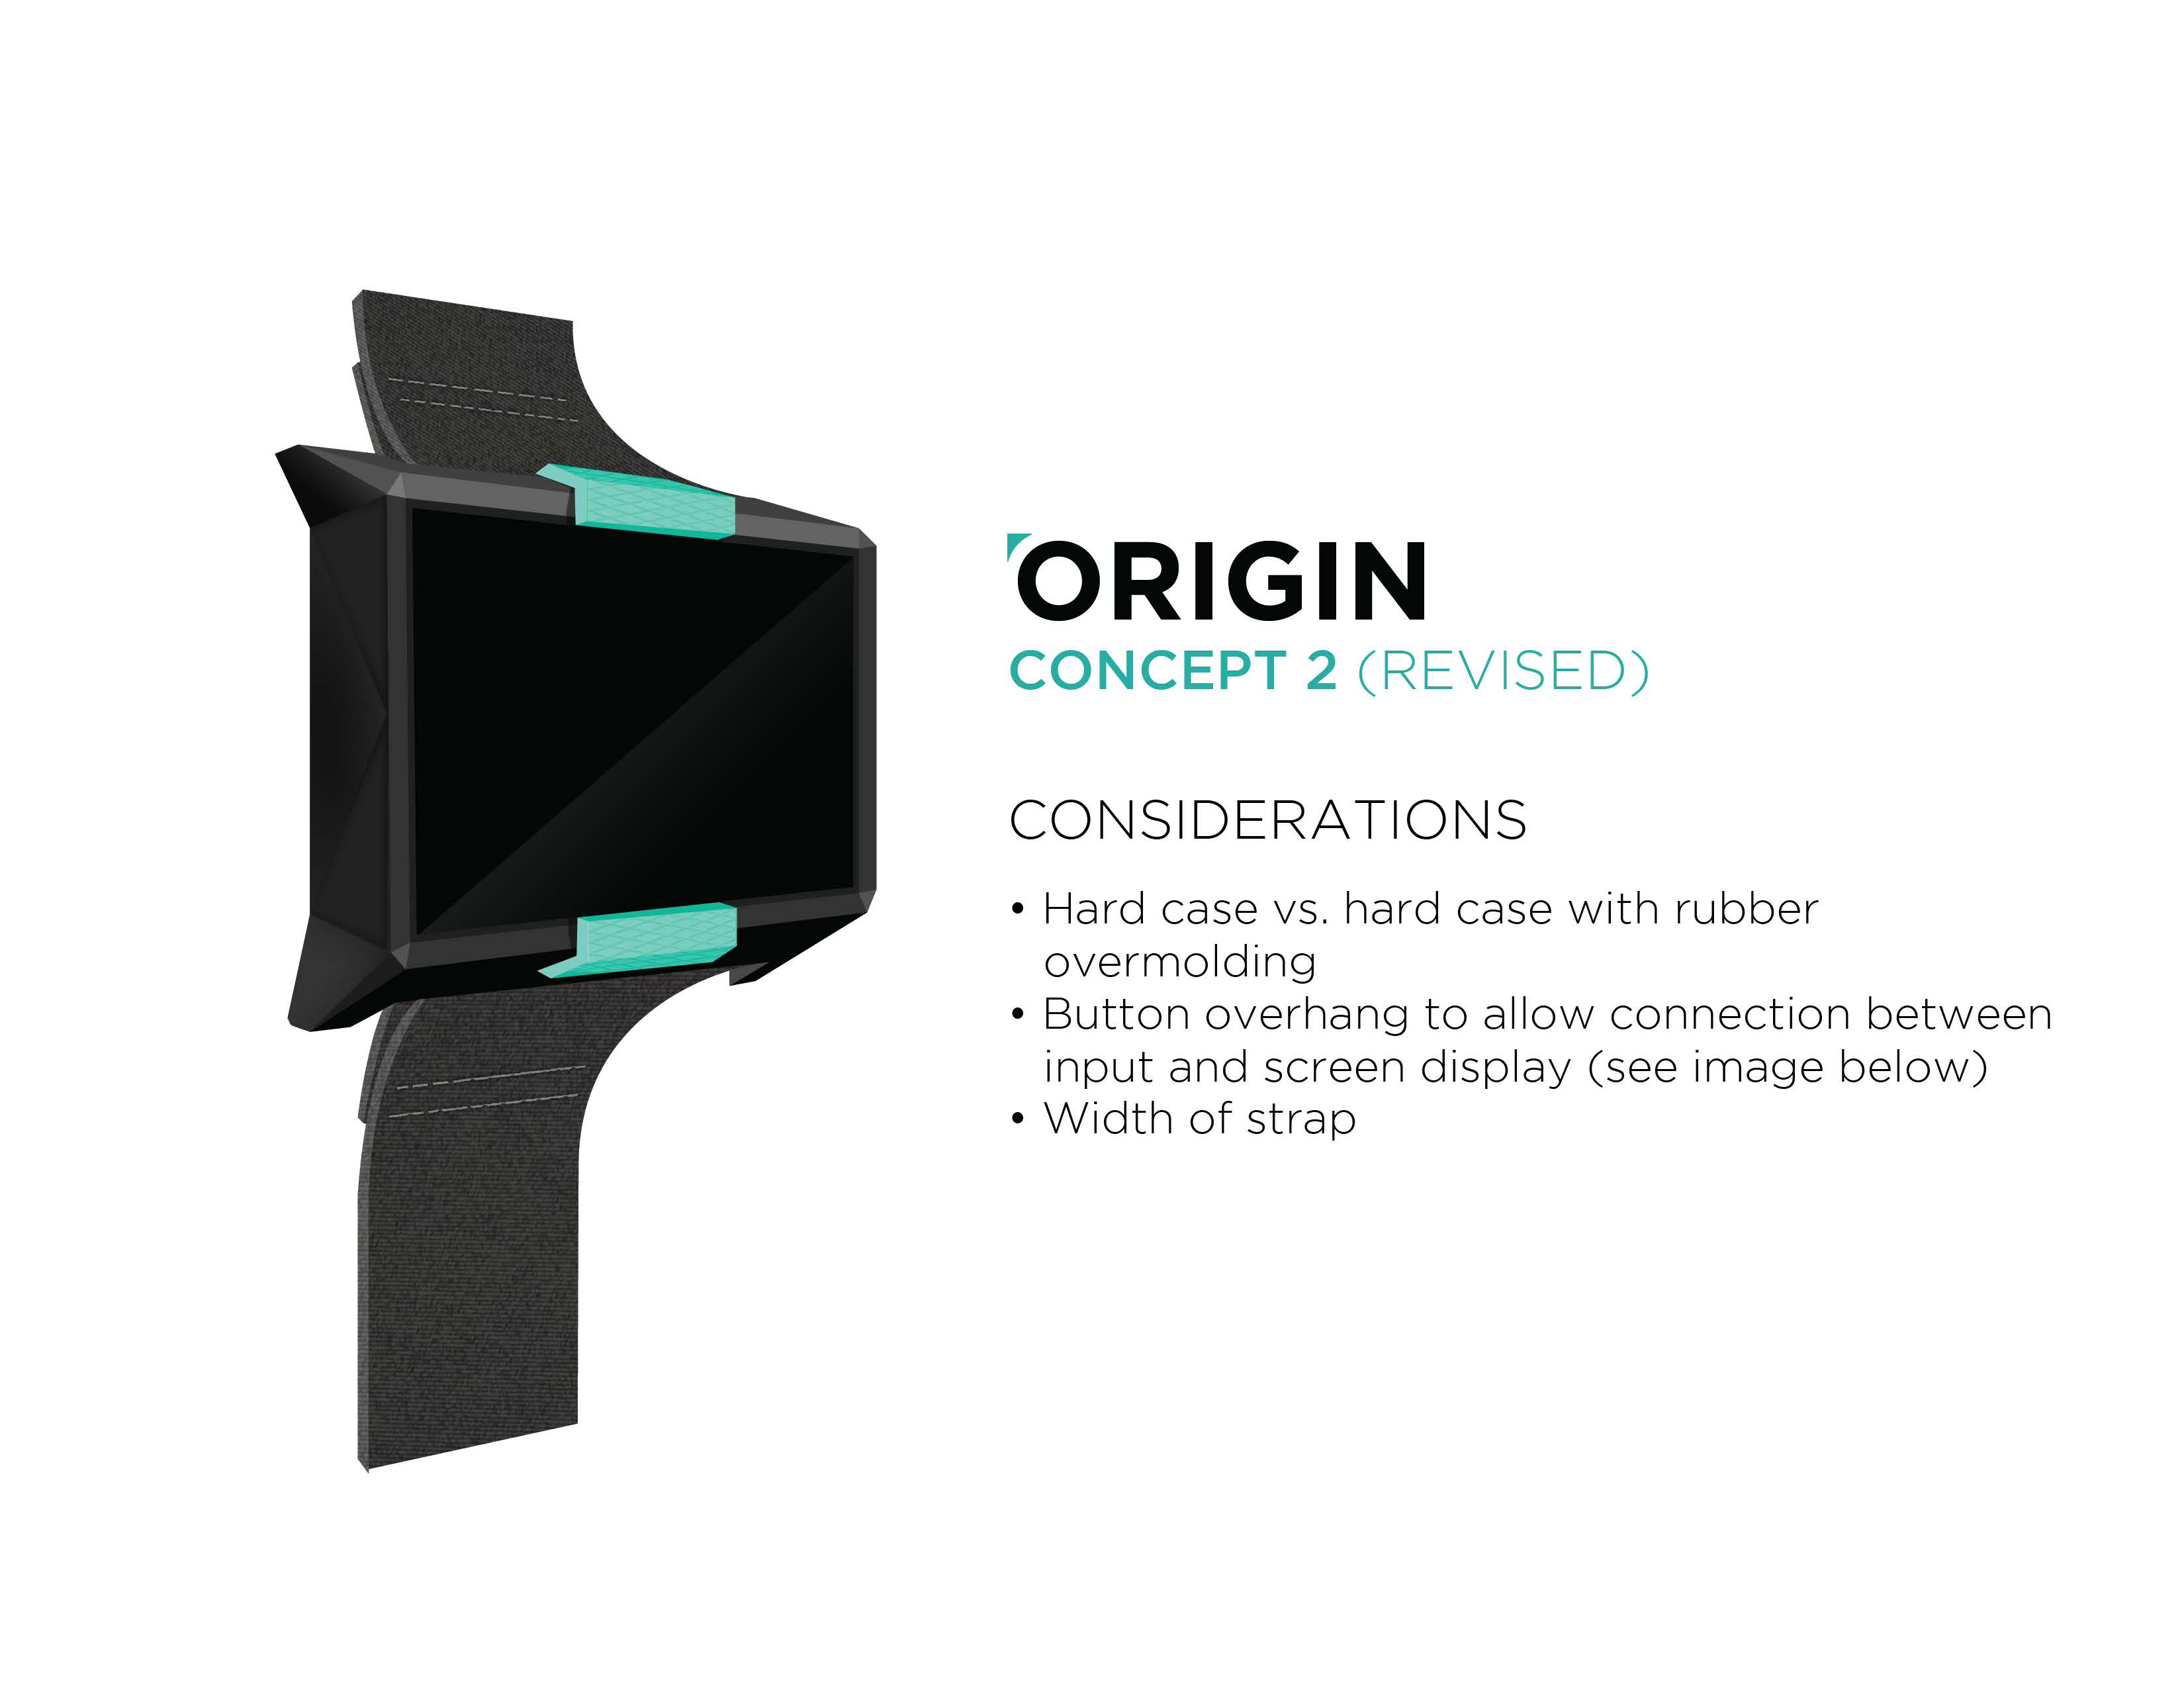 ORIGIN
CONCEPT 2 (REVISED)
CONSIDERATIONS
• Hard case vs. hard case with rubber
overmolding
• Button overhang to allow connection between
input and screen display (see image below)
• Width of strap